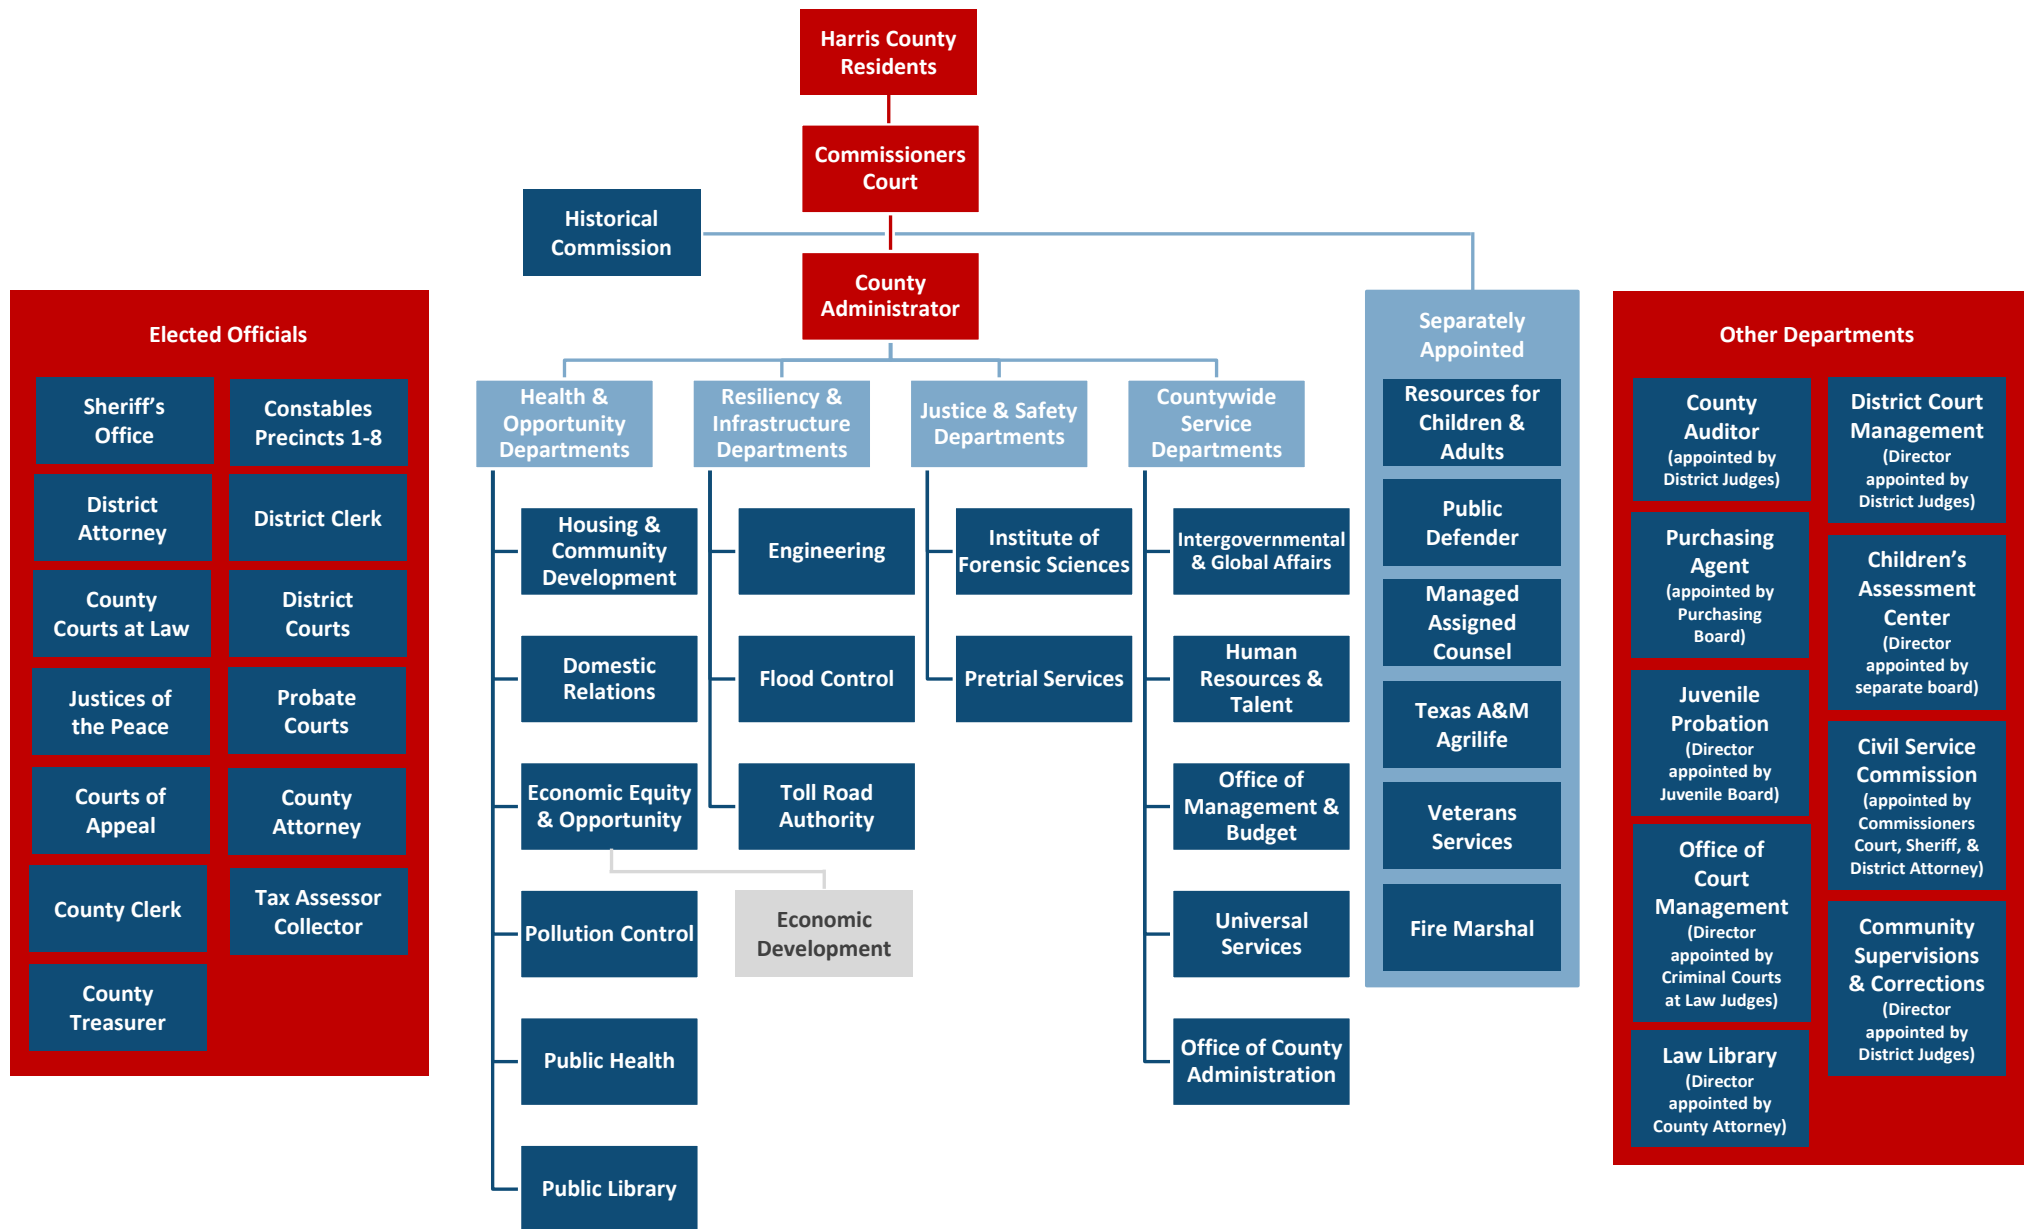 Harris County
Residents
Commissioners
Court
Historical
Commission
County
Administrator
Elected Officials
Sheriff’s
Office
Constables
Precincts 1-8
District
Attorney
District Clerk
County
Courts at Law
District
Courts
Justices of
the Peace
Probate
Courts
Courts of
Appeal
County
Attorney
County Clerk
Tax Assessor
Collector
County
Treasurer
Health &
Opportunity
Departments
Housing &
Community
Development
Domestic
Relations
Economic Equity
& Opportunity
Economic
Development
Pollution Control
Public Health
Public Library
Resiliency &
Infrastructure
Departments
Engineering
Flood Control
Toll Road
Authority
Justice & Safety
Departments
Institute of
Forensic Sciences
Pretrial Services
Countywide
Service
Departments
Intergovernmental
& Global Affairs
Human
Resources &
Talent
Office of
Management &
Budget
Universal
Services
Office of County
Administration
Separately
Appointed
Resources for
Children &
Adults
Public
Defender
Managed
Assigned
Counsel
Texas A&M
Agrilife
Veterans
Services
Fire Marshal
Other Departments
County
Auditor
(appointed by
District Judges)
Purchasing
Agent
(appointed by
Purchasing
Board)
Juvenile
Probation
(Director
appointed by
Juvenile Board)
Office of
Court
Management
(Director
appointed by
Criminal Courts
at Law Judges)
Law Library
(Director
appointed by
County Attorney)
District Court
Management
(Director
appointed by
District Judges)
Children’s
Assessment
Center
(Director
appointed by
separate board)
Civil Service
Commission
(appointed by
Commissioners
Court, Sheriff, &
District Attorney)
Community
Supervisions
& Corrections
(Director
appointed by
District Judges)